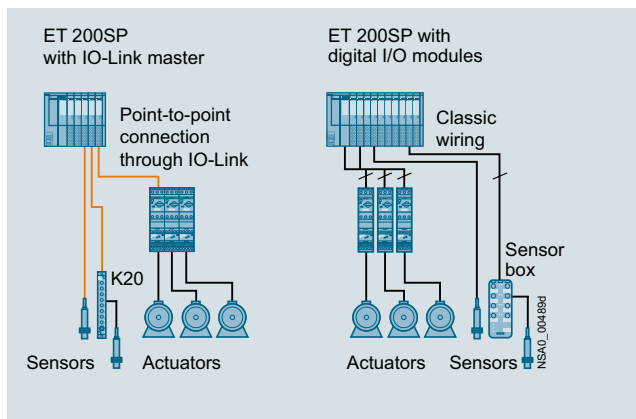 ET 200SP
with IO-Link master
Point-to-point
connection
through IO-Link
K20
Sensors
Actuators
ET 200SP with
digital I/O modules
Classic
wiring
Sensor
box
Actuators
Sensors
NSA0_00489d